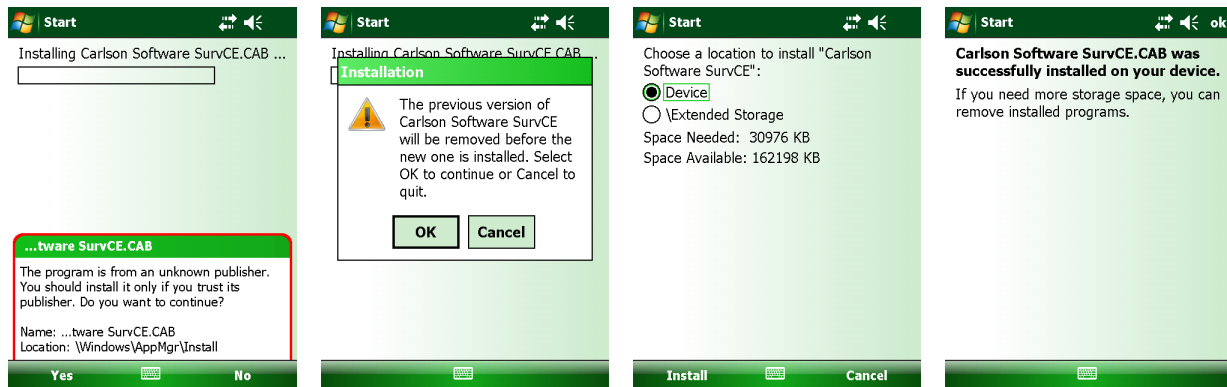 Start
Installing Carlson Software SurvCE.CAB ...
...tware SurvCE.CAB
The program is from an unknown publisher.
You should install it only if you trust its
publisher. Do you want to continue?
Name: ...tware SurvCE.CAB
Location: \Windows\AppMgr\Install
Yes
No
Start
Installing Carlson Software SurvCE.CAB .
Installation
The previous version of
Carlson Software SurvCE
will be removed before the
new one is installed. Select
OK to continue or Cancel to
quit.
OK
Cancel
Start
Choose a location to install "Carlson
Software SurvCE":
Device
\Extended Storage
Space Needed: 30976 KB
Space Available: 162198 KB
Install
Cancel
Start
ok
Carlson Software SurvCE.CAB was
successfully installed on your device.
If you need more storage space, you can
remove installed programs.